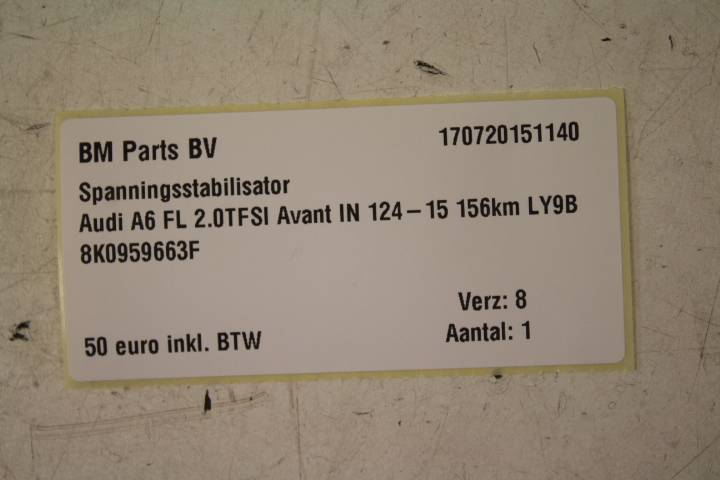 BM Parts BV 170720151140
Spanningsstabilisator
Audi A6 FL 2.0TFSI Avant IN 124-15 156km LY9B
8K0959663F
Verz: 8
50 euro inkl. BTW Aantal: 1